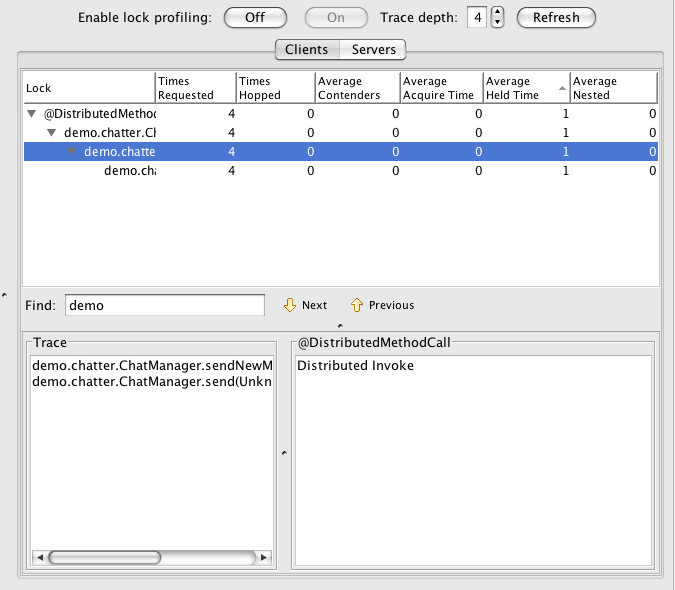 Enable lock profiling: Off On Trace depth: 4 Refresh
Clients Servers
Lock Times Requested Times Hopped Average Contenders Average Acquire Time Average Held Time Average Nested
@DistributedMethod 4 0 0 0 1 0
demo.chatter.Ch 4 0 0 0 1 0
demo.chatte 4 0 0 0 1 0
demo.cha 4 0 0 0 1 0
Find: demo Next Previous
Trace
demo.chatter.ChatManager.sendNewM
demo.chatter.ChatManager.send(Unkn
@DistributedMethodCall
Distributed Invoke